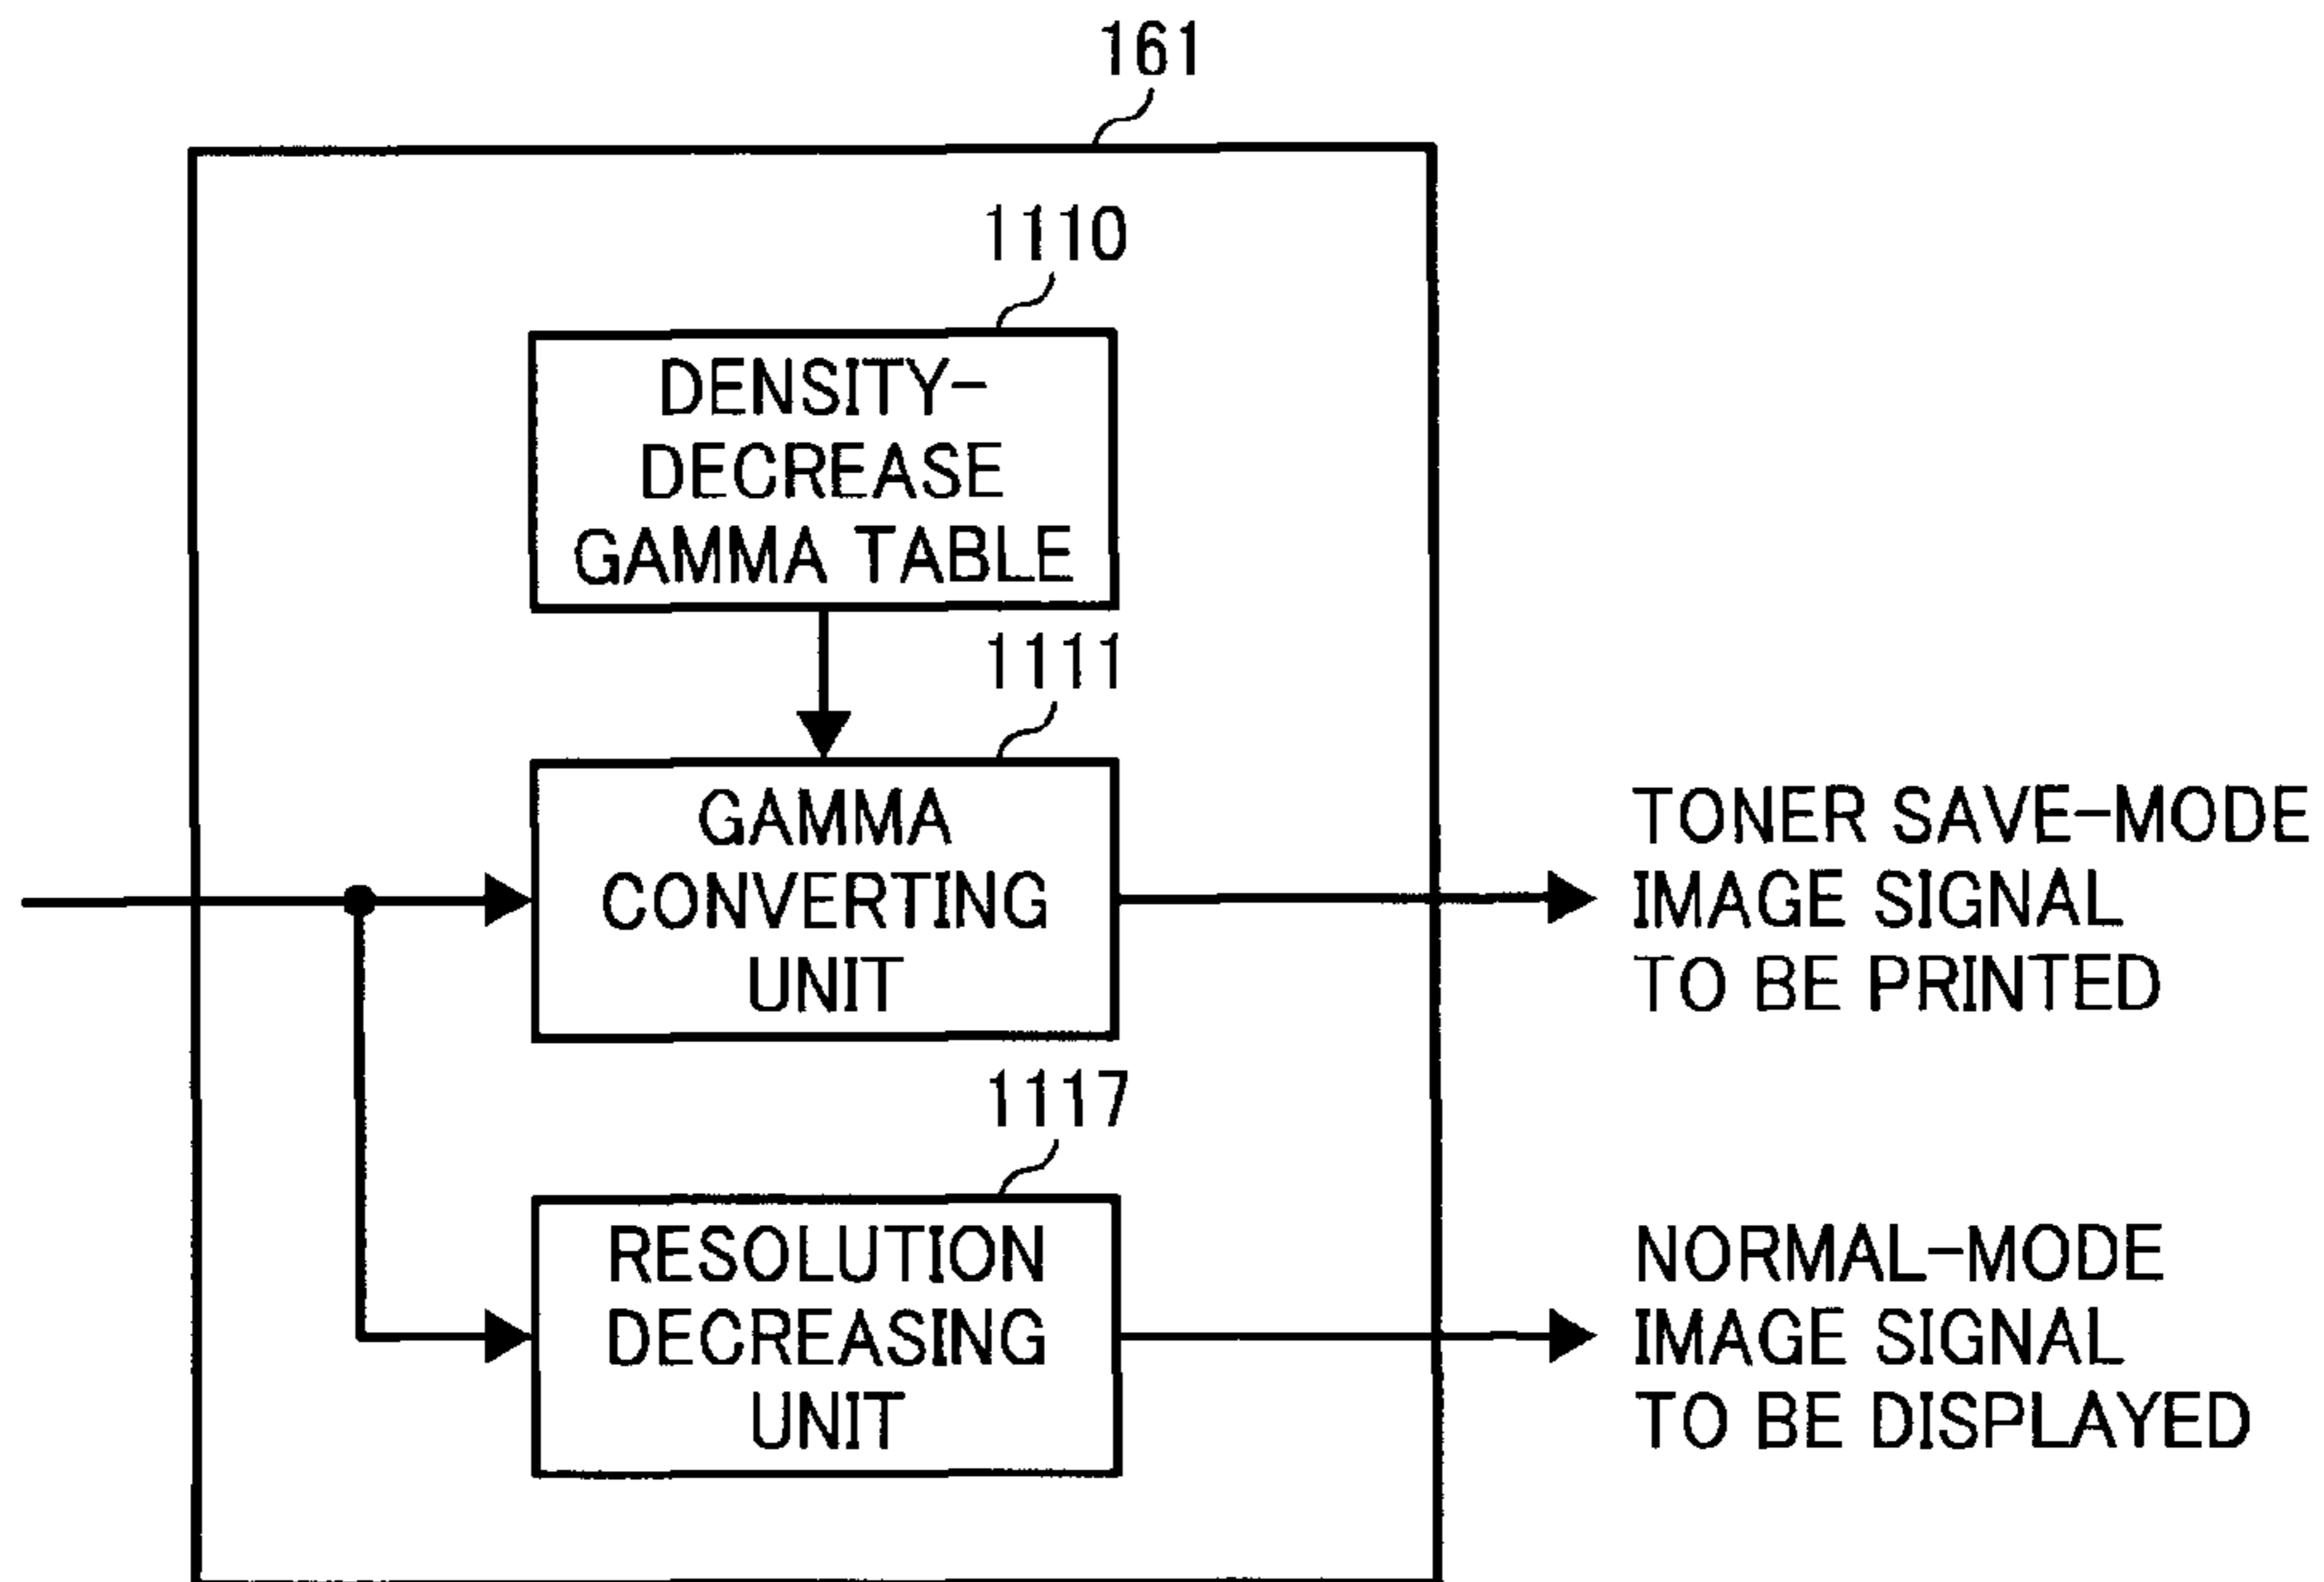 161
1110
DENSITY-
DECREASE
GAMMA TABLE
1111
GAMMA
CONVERTING
UNIT
TONER SAVE-MODE
IMAGE SIGNAL
TO BE PRINTED
1117
RESOLUTION
DECREASING
UNIT
NORMAL-MODE
IMAGE SIGNAL
TO BE DISPLAYED